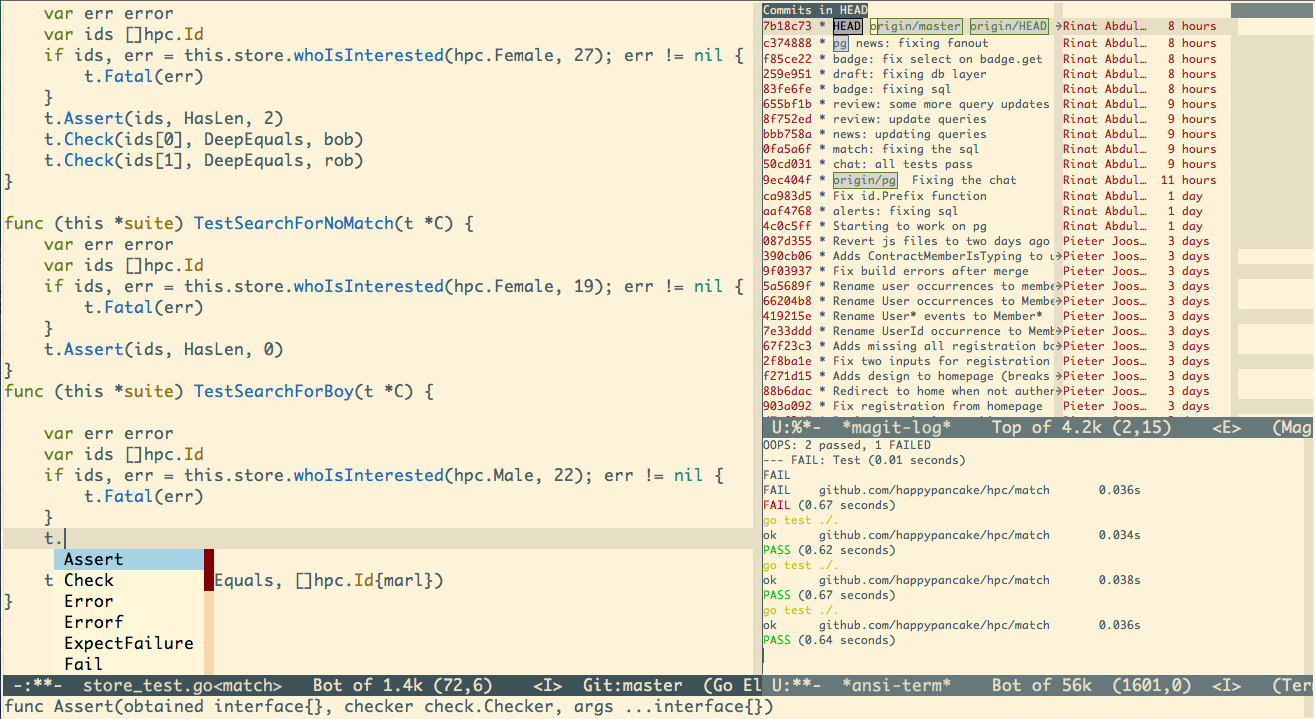 var err error
var ids []hpc.Id
if ids, err = this.store.whoIsInterested(hpc.Female, 27); err != nil {
t.Fatal(err)
}
t.Assert(ids, HasLen, 2)
t.Check(ids[0], DeepEquals, bob)
t.Check(ids[1], DeepEquals, rob)
}
func (this *suite) TestSearchForNoMatch(t *C) {
var err error
var ids []hpc.Id
if ids, err = this.store.whoIsInterested(hpc.Female, 19); err != nil {
t.Fatal(err)
}
t.Assert(ids, HasLen, 0)
}
func (this *suite) TestSearchForBoy(t *C) {
var err error
var ids []hpc.Id
if ids, err = this.store.whoIsInterested(hpc.Male, 22); err != nil {
t.Fatal(err)
}
t.
Assert
t Check Equals, []hpc.Id{marl})
} Error
Errorf
ExpectFailure
Fail
-:**- store_test.go<match> Bot of 1.4k (72,6) <I> Git:master (Go El
Commits in HEAD
7b18c73 * HEAD origin/master origin/HEAD → Rinat Abdul… 8 hours
c374888 * pg news: fixing fanout Rinat Abdul… 8 hours
f85ce22 * badge: fix select on badge.get Rinat Abdul… 8 hours
259e951 * draft: fixing db layer Rinat Abdul… 8 hours
83fe6fe * badge: fixing sql Rinat Abdul… 8 hours
655bf1b * review: some more query updates Rinat Abdul… 9 hours
8f752ed * review: update queries Rinat Abdul… 9 hours
bbb758a * news: updating queries Rinat Abdul… 9 hours
0fa5a6f * match: fixing the sql Rinat Abdul… 9 hours
50cd031 * chat: all tests pass Rinat Abdul… 9 hours
9ec404f * origin/pg Fixing the chat Rinat Abdul… 11 hours
ca983d5 * Fix id.Prefix function Rinat Abdul… 1 day
aaf4768 * alerts: fixing sql Rinat Abdul… 1 day
4c0c5ff * Starting to work on pg Rinat Abdul… 1 day
087d355 * Revert js files to two days ago Pieter Joos… 3 days
390cb06 * Adds ContractMemberIsTyping to u→ Pieter Joos… 3 days
9f03937 * Fix build errors after merge Pieter Joos… 3 days
5a5689f * Rename user occurrences to membe→ Pieter Joos… 3 days
66204b8 * Rename User occurrences to Membe→ Pieter Joos… 3 days
419215e * Rename User* events to Member* Pieter Joos… 3 days
7e33ddd * Rename UserId occurrence to Memb→ Pieter Joos… 3 days
67f23c3 * Adds missing all registration bo→ Pieter Joos… 3 days
2f8ba1e * Fix two inputs for registration Pieter Joos… 3 days
f271d15 * Adds design to homepage (breaks → Pieter Joos… 3 days
88b6dac * Redirect to home when not authen→ Pieter Joos… 3 days
903a092 * Fix registration from homepage Pieter Joos… 3 days
U:%*- *magit-log* Top of 4.2k (2,15) <E> (Mag
OOPS: 2 passed, 1 FAILED
--- FAIL: Test (0.01 seconds)
FAIL
FAIL github.com/happypancake/hpc/match 0.036s
FAIL (0.67 seconds)
go test ./.
ok github.com/happypancake/hpc/match 0.034s
PASS (0.62 seconds)
go test ./.
ok github.com/happypancake/hpc/match 0.038s
PASS (0.67 seconds)
go test ./.
ok github.com/happypancake/hpc/match 0.036s
PASS (0.64 seconds)
U:**- *ansi-term* Bot of 56k (1601,0) <I> (Ter
func Assert(obtained interface{}, checker check.Checker, args ...interface{})